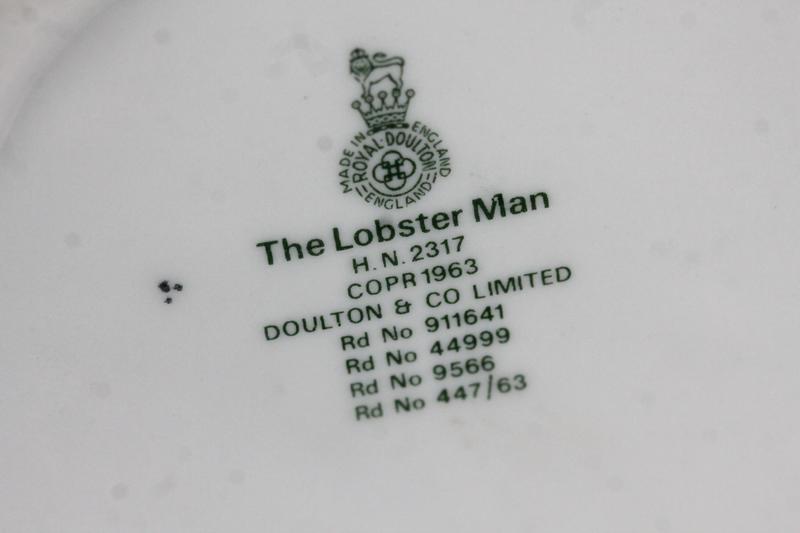 MADE IN ENGLAND
ROYAL·DOULTON
ENGLAND
The Lobster Man
H.N. 2317
COPR 1963
DOULTON & CO LIMITED
Rd No 911641
Rd No 44999
Rd No 9566
Rd No 447/63